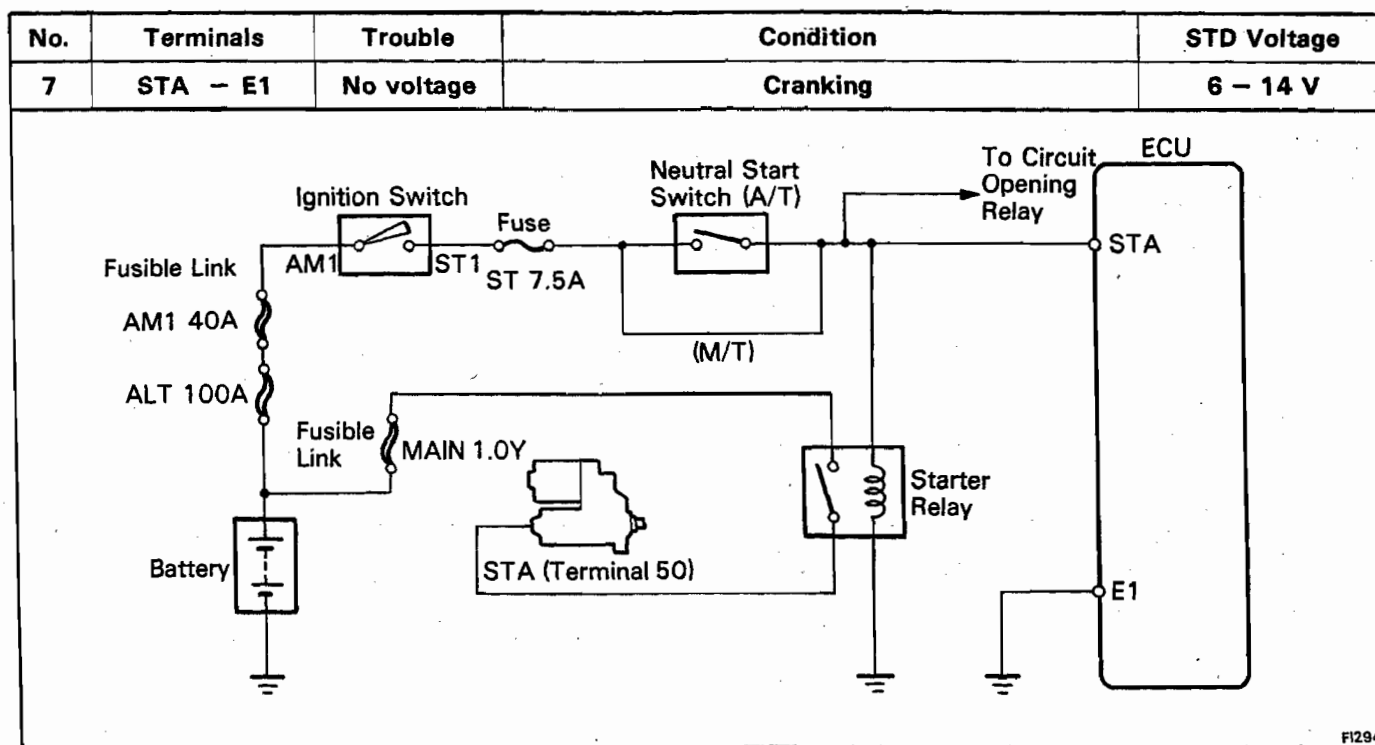 No. Terminals Trouble Condition STD Voltage
7 STA – E1 No voltage Cranking 6 – 14 V
To Circuit
Opening
Relay
ECU
Neutral Start
Switch (A/T)
Ignition Switch
Fuse
AM1
ST1
ST 7.5A
STA
Fusible Link
AM1 40A
ALT 100A
(M/T)
Fusible
Link
MAIN 1.0Y
Starter
Relay
Battery
STA (Terminal 50)
E1